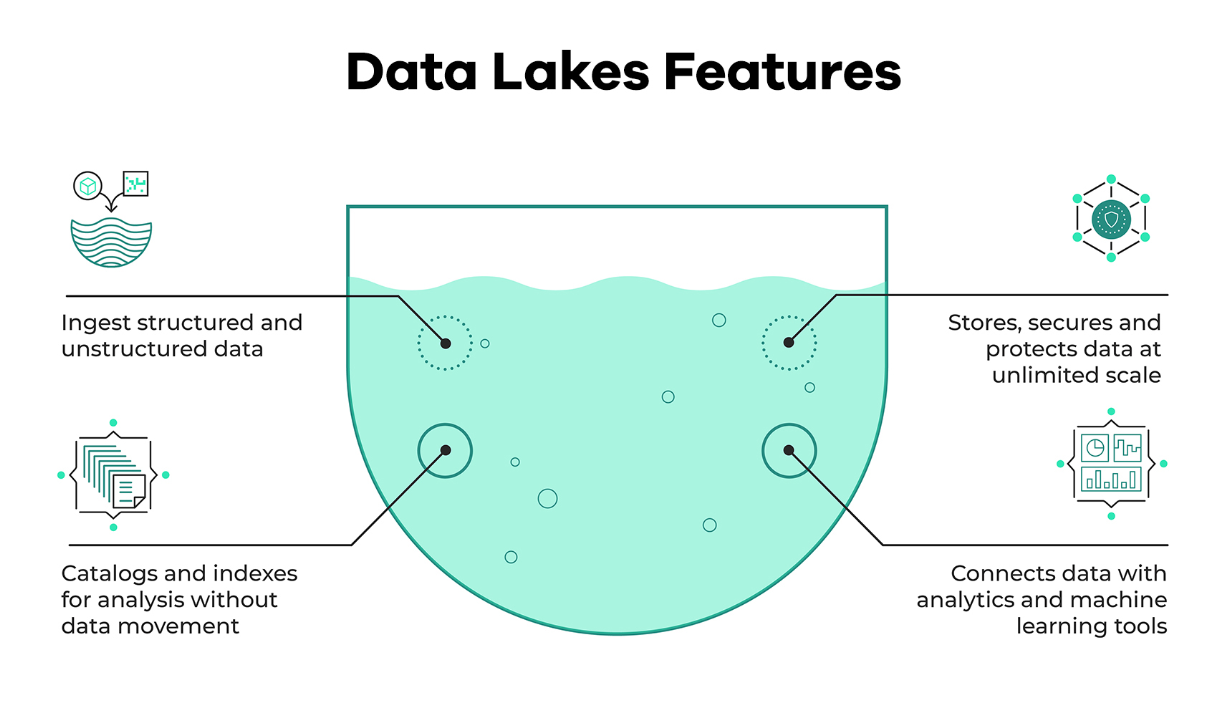 Data Lakes Features
Ingest structured and
unstructured data
Stores, secures and
protects data at
unlimited scale
Catalogs and indexes
for analysis without
data movement
Connects data with
analytics and machine
learning tools